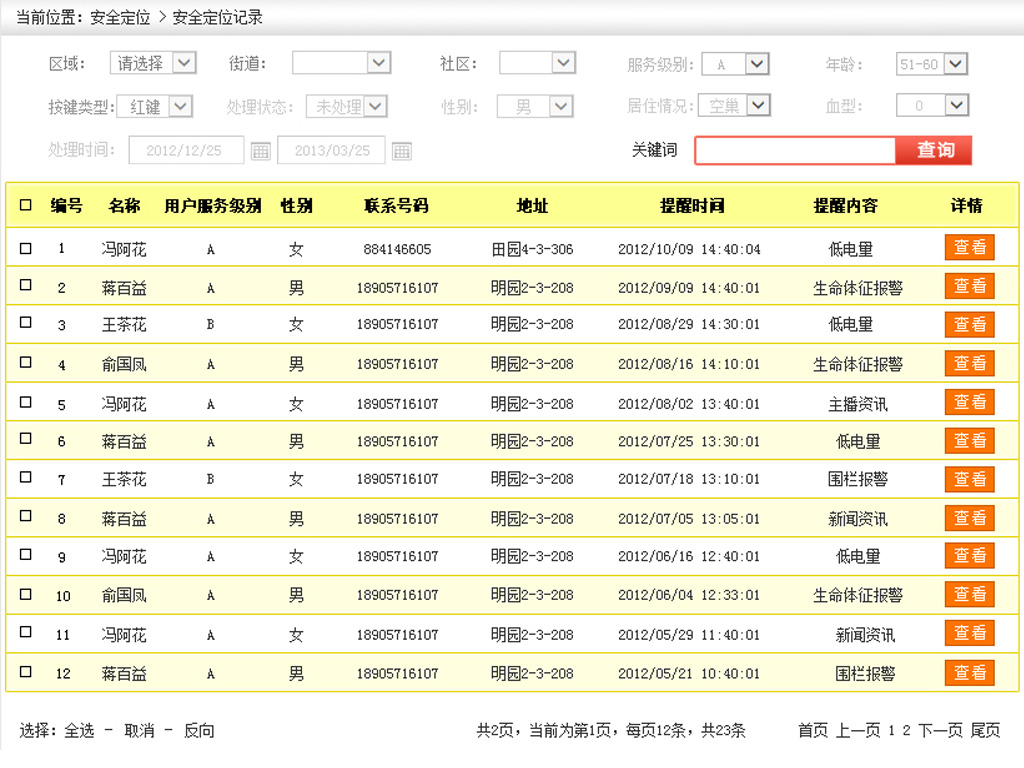 当前位置：安全定位 > 安全定位记录
区域： 请选择 街道： 社区： 服务级别： A 年龄： 51-60
按键类型： 红键 处理状态： 未处理 性别： 男 居住情况： 空巢 血型： O
处理时间： 2012/12/25 2013/03/25 关键词 查询
编号 名称 用户服务级别 性别 联系号码 地址 提醒时间 提醒内容 详情
1 冯阿花 A 女 884146605 田园4-3-306 2012/10/09 14:40:04 低电量 查看
2 蒋百益 A 男 18905716107 明园2-3-208 2012/09/09 14:40:01 生命体征报警 查看
3 王茶花 B 女 18905716107 明园2-3-208 2012/08/29 14:30:01 低电量 查看
4 俞国凤 A 男 18905716107 明园2-3-208 2012/08/16 14:10:01 生命体征报警 查看
5 冯阿花 A 女 18905716107 明园2-3-208 2012/08/02 13:40:01 主播资讯 查看
6 蒋百益 A 男 18905716107 明园2-3-208 2012/07/25 13:30:01 低电量 查看
7 王茶花 B 女 18905716107 明园2-3-208 2012/07/18 13:10:01 围栏报警 查看
8 蒋百益 A 男 18905716107 明园2-3-208 2012/07/05 13:05:01 新闻资讯 查看
9 冯阿花 A 女 18905716107 明园2-3-208 2012/06/16 12:40:01 低电量 查看
10 俞国凤 A 男 18905716107 明园2-3-208 2012/06/04 12:33:01 生命体征报警 查看
11 冯阿花 A 女 18905716107 明园2-3-208 2012/05/29 11:40:01 新闻资讯 查看
12 蒋百益 A 男 18905716107 明园2-3-208 2012/05/21 10:40:01 围栏报警 查看
选择：全选 - 取消 - 反向 共2页，当前为第1页，每页12条，共23条 首页 上一页 1 2 下一页 尾页